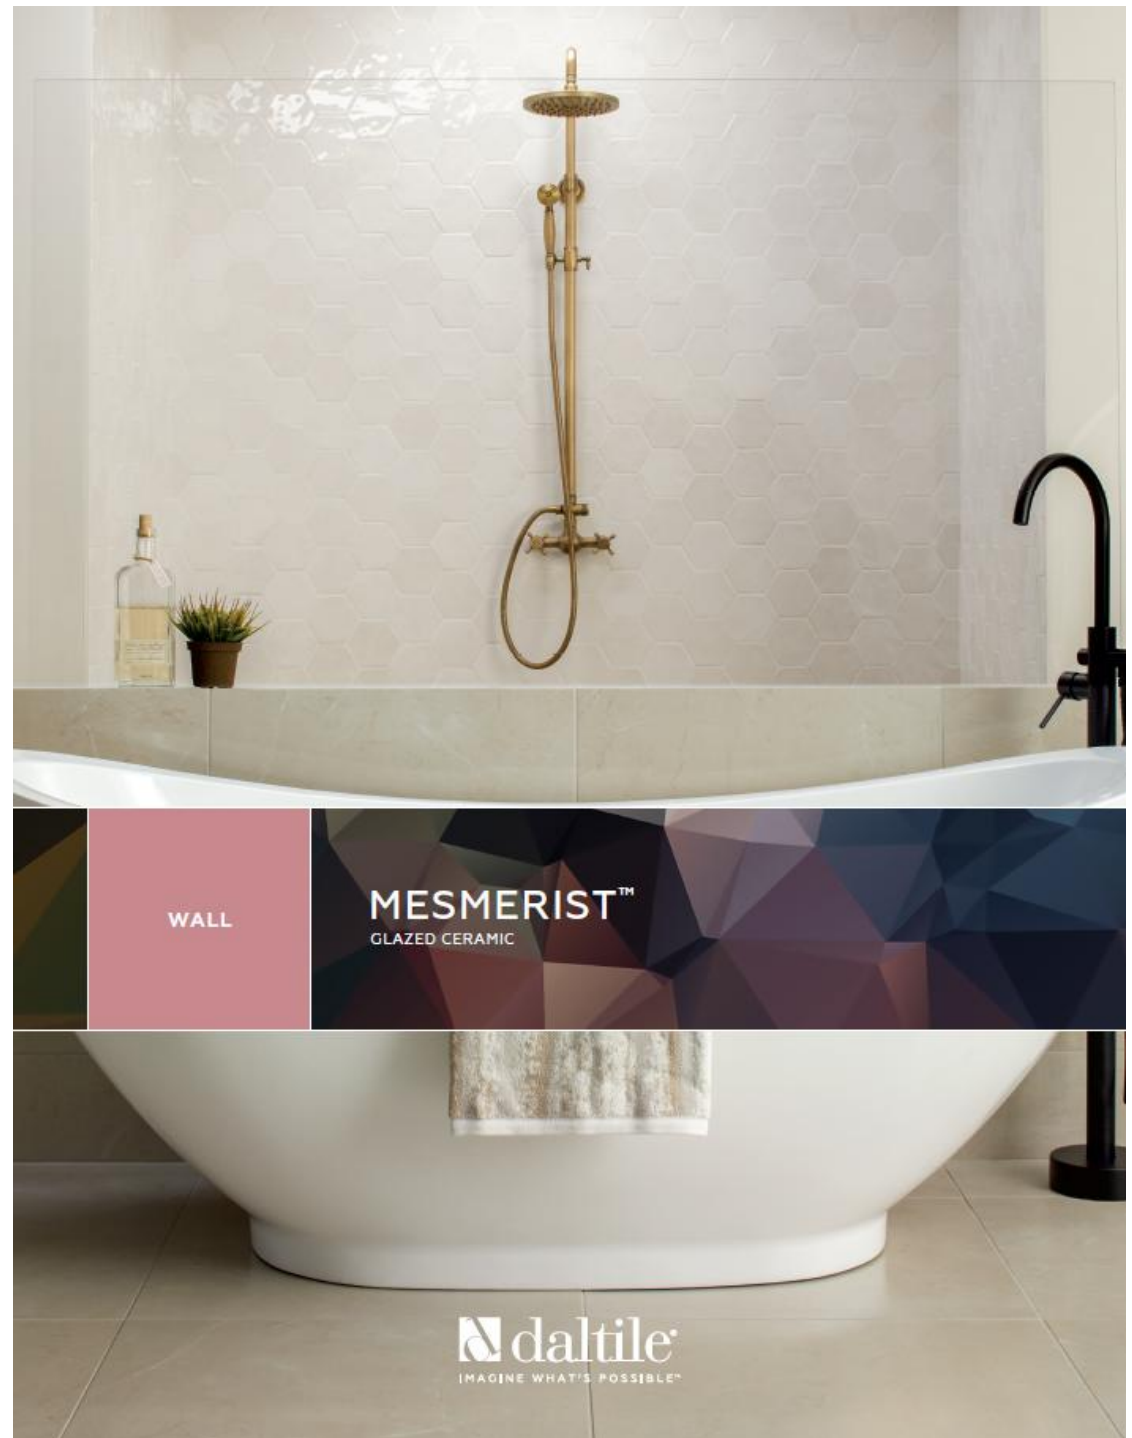 WALL
MESMERIST™
GLAZED CERAMIC
daltile®
IMAGINE WHAT'S POSSIBLE™